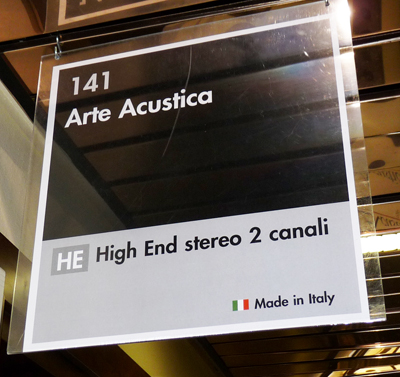 141
Arte Acustica
HE High End stereo 2 canali
Made in Italy